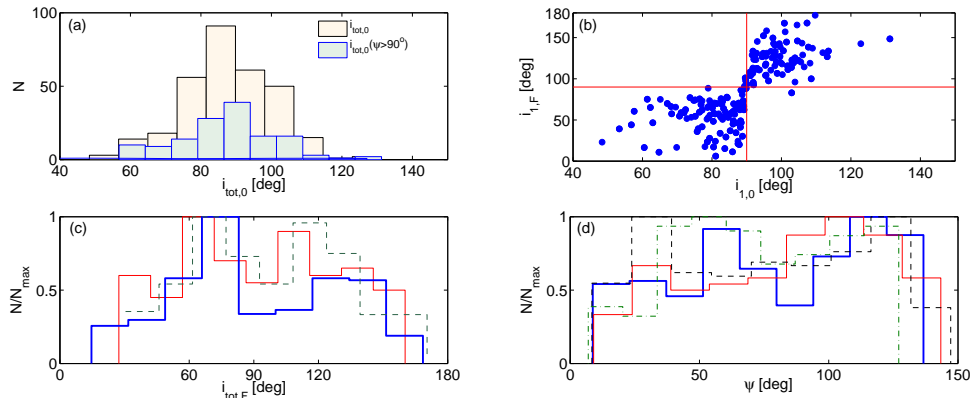 (a)
i_tot,0
i_tot,0(ψ>90°)
100
50
0
N
40 60 80 100 120 140
i_tot,0 [deg]
(b)
180
150
100
50
0
i_1,F [deg]
40 60 80 100 120 140
i_1,0 [deg]
(c)
1
0.5
0
N/N_max
0 60 90 120 180
i_tot,F [deg]
(d)
1
0.5
0
N/N_max
0 50 100 150
ψ [deg]